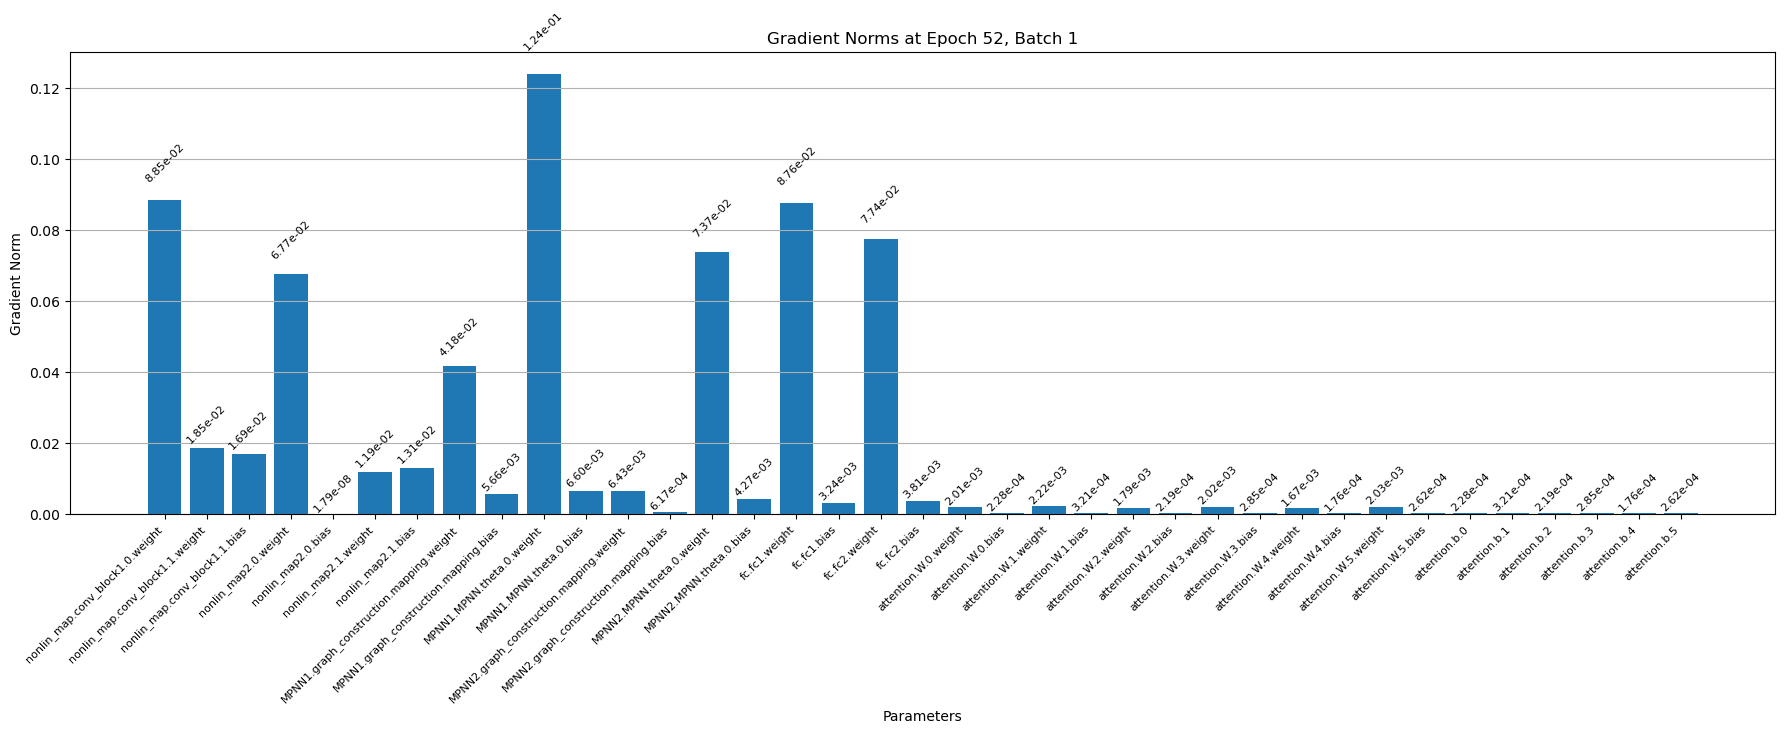 Gradient Norms at Epoch 52, Batch 1
Gradient Norm
0.12
0.10
0.08
0.06
0.04
0.02
0.00
8.85e-02
1.85e-02
1.69e-02
6.77e-02
1.79e-08
1.19e-02
1.31e-02
4.18e-02
5.66e-03
1.24e-01
6.60e-03
6.43e-03
6.17e-04
7.37e-02
4.27e-03
8.76e-02
3.24e-03
7.74e-02
3.81e-03
2.01e-03
2.28e-04
2.22e-03
3.21e-04
1.79e-03
2.19e-04
2.02e-03
2.85e-04
1.67e-03
1.76e-04
2.03e-03
2.62e-04
2.28e-04
3.21e-04
2.19e-04
2.85e-04
1.76e-04
2.62e-04
nonlin_map.conv_block1.0.weight
nonlin_map.conv_block1.1.weight
nonlin_map.conv_block1.1.bias
nonlin_map2.0.weight
nonlin_map2.0.bias
nonlin_map2.1.weight
nonlin_map2.1.bias
MPNN1.graph_construction.mapping.weight
MPNN1.graph_construction.mapping.bias
MPNN1.MPNN.theta.0.weight
MPNN1.MPNN.theta.0.bias
MPNN2.graph_construction.mapping.weight
MPNN2.graph_construction.mapping.bias
MPNN2.MPNN.theta.0.weight
MPNN2.MPNN.theta.0.bias
fc.fc1.weight
fc.fc1.bias
fc.fc2.weight
fc.fc2.bias
attention.W.0.weight
attention.W.0.bias
attention.W.1.weight
attention.W.1.bias
attention.W.2.weight
attention.W.2.bias
attention.W.3.weight
attention.W.3.bias
attention.W.4.weight
attention.W.4.bias
attention.W.5.weight
attention.W.5.bias
attention.b.0
attention.b.1
attention.b.2
attention.b.3
attention.b.4
attention.b.5
Parameters